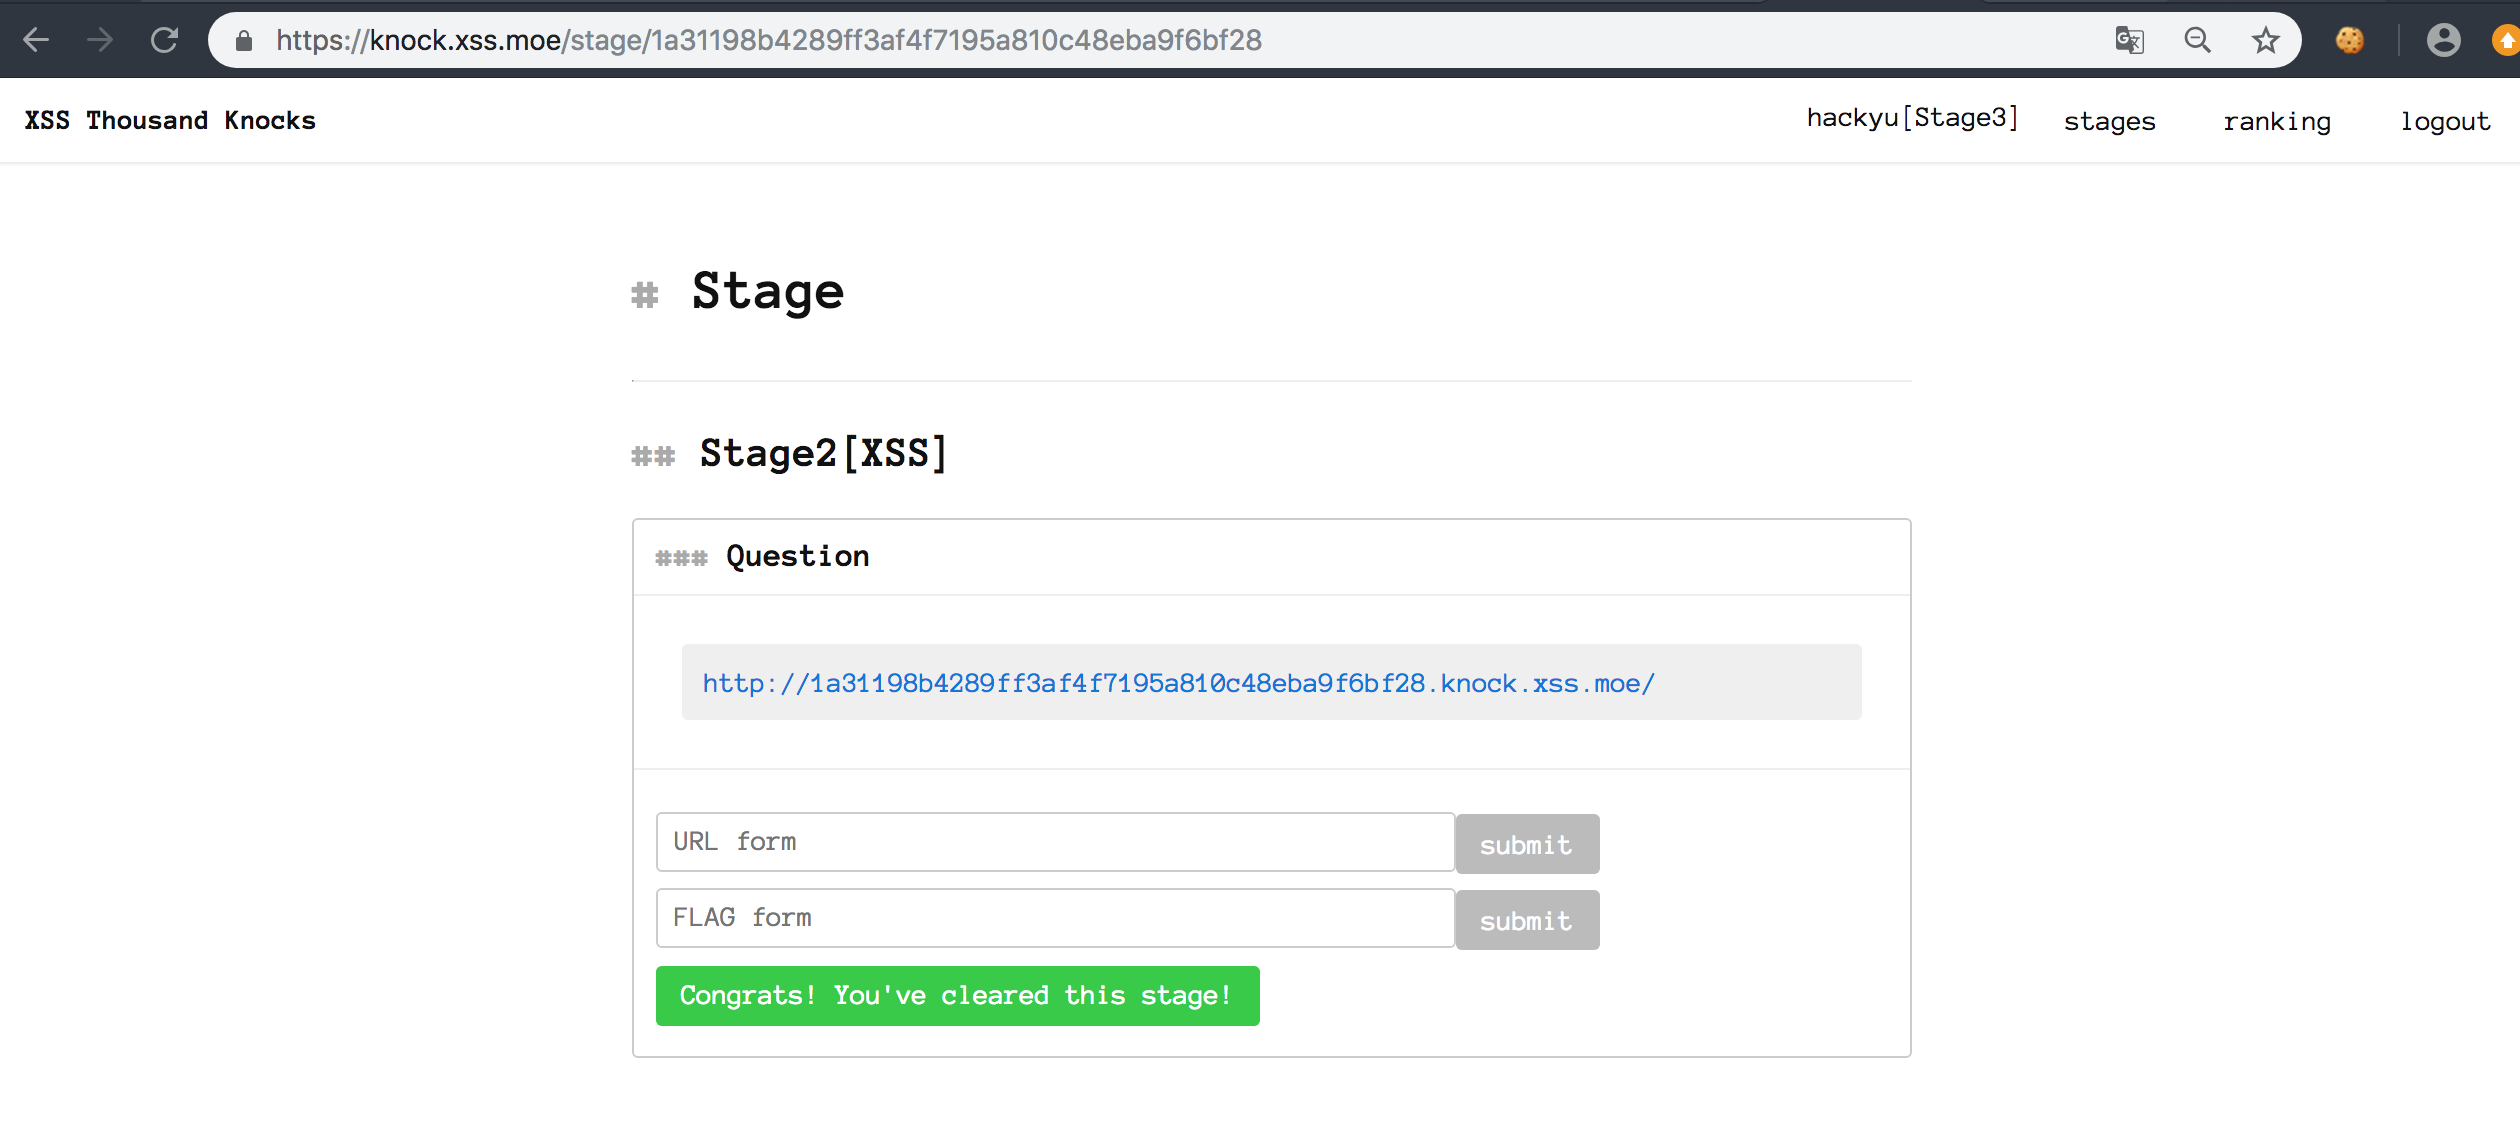 https://knock.xss.moe/stage/1a31198b4289ff3af4f7195a810c48eba9f6bf28
XSS Thousand Knocks
hackyu[Stage3]
stages
ranking
logout
# Stage
## Stage2[XSS]
### Question
http://1a31198b4289ff3af4f7195a810c48eba9f6bf28.knock.xss.moe/
URL form
submit
FLAG form
submit
Congrats! You've cleared this stage!